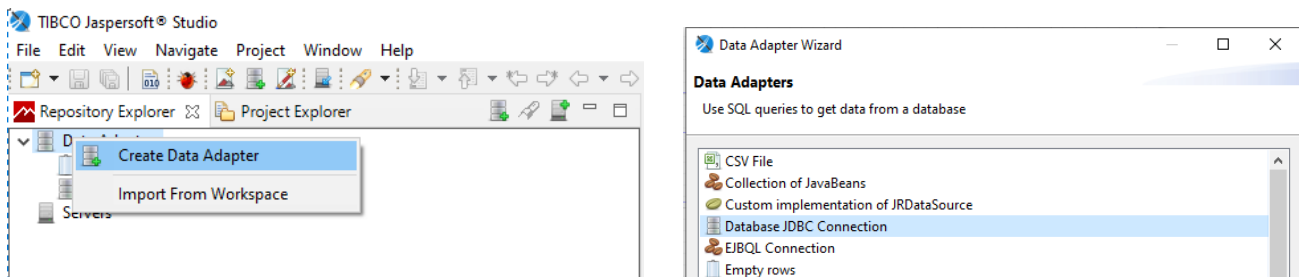 TIBCO Jaspersoft® Studio
File Edit View Navigate Project Window Help
Repository Explorer Project Explorer
Create Data Adapter
Import From Workspace
Servers
Data Adapter Wizard
Data Adapters
Use SQL queries to get data from a database
CSV File
Collection of JavaBeans
Custom implementation of JRDataSource
Database JDBC Connection
EJBQL Connection
Empty rows